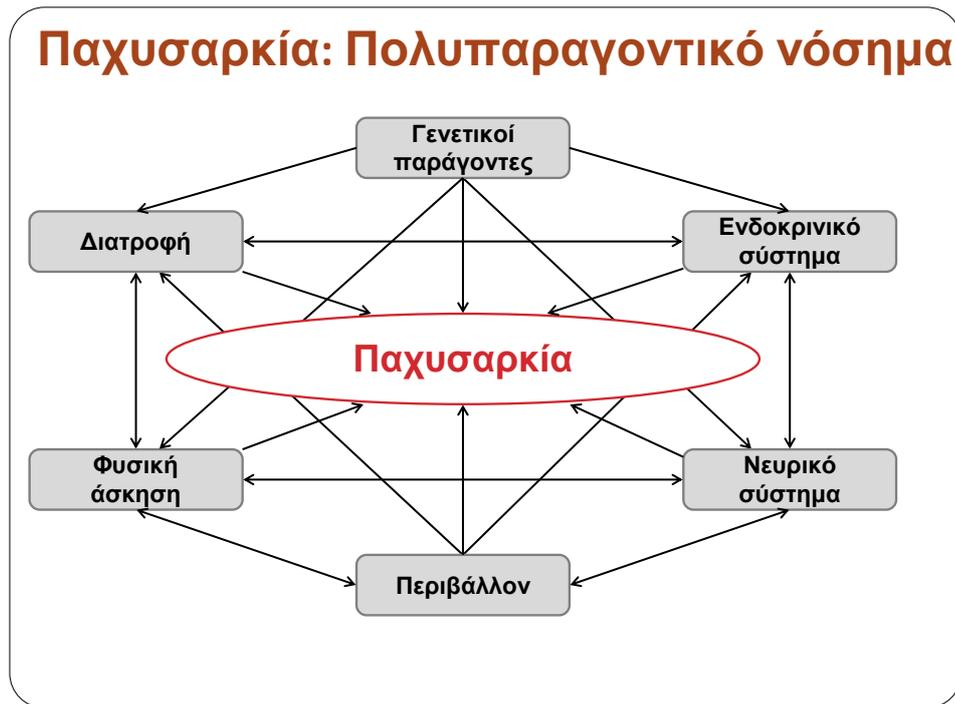 Παχυσαρκία: Πολυπαραγοντικό νόσημα
Γενετικοί
παράγοντες
Διατροφή
Ενδοκρινικό
σύστημα
Παχυσαρκία
Φυσική
άσκηση
Νευρικό
σύστημα
Περιβάλλον